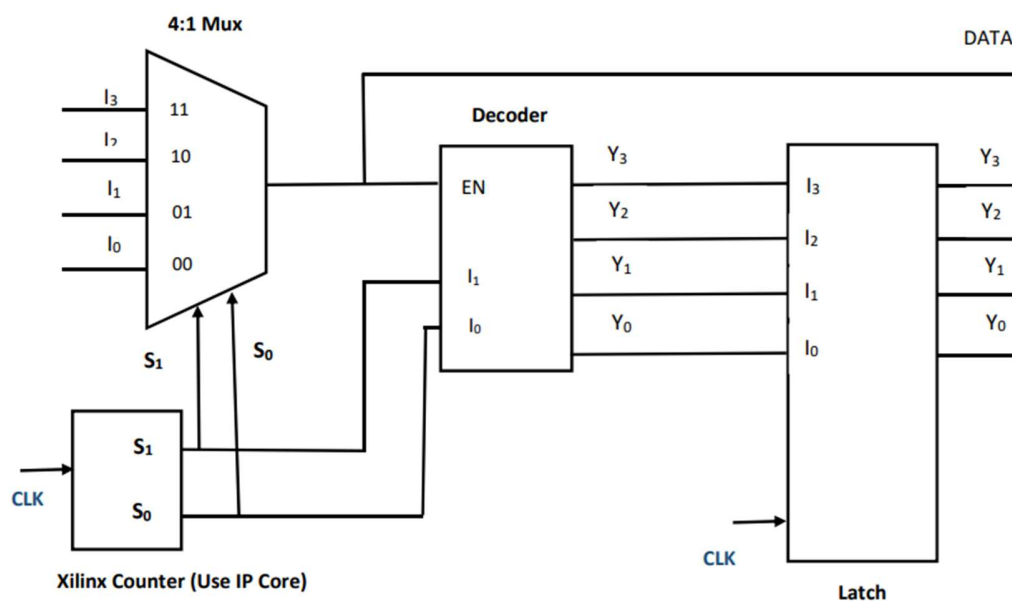 4:1 Mux
DATA
I₃
11
I₂
10
I₁
01
I₀
00
Decoder
EN
I₁
I₀
Y₃
Y₂
Y₁
Y₀
I₃
I₂
I₁
I₀
Y₃
Y₂
Y₁
Y₀
S₁
S₀
S₁
S₀
CLK
CLK
Xilinx Counter (Use IP Core)
Latch